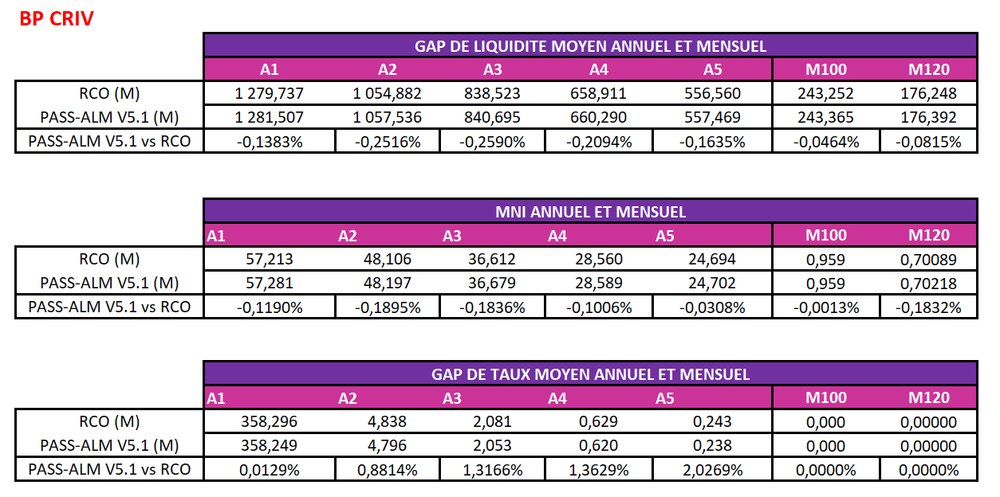 BP CRIV
GAP DE LIQUIDITE MOYEN ANNUEL ET MENSUEL
A1 A2 A3 A4 A5 M100 M120
RCO (M) 1 279,737 1 054,882 838,523 658,911 556,560 243,252 176,248
PASS-ALM V5.1 (M) 1 281,507 1 057,536 840,695 660,290 557,469 243,365 176,392
PASS-ALM V5.1 vs RCO -0,1383% -0,2516% -0,2590% -0,2094% -0,1635% -0,0464% -0,0815%
MNI ANNUEL ET MENSUEL
A1 A2 A3 A4 A5 M100 M120
RCO (M) 57,213 48,106 36,612 28,560 24,694 0,959 0,70089
PASS-ALM V5.1 (M) 57,281 48,197 36,679 28,589 24,702 0,959 0,70218
PASS-ALM V5.1 vs RCO -0,1190% -0,1895% -0,1836% -0,1006% -0,0308% -0,0013% -0,1832%
GAP DE TAUX MOYEN ANNUEL ET MENSUEL
A1 A2 A3 A4 A5 M100 M120
RCO (M) 358,296 4,838 2,081 0,629 0,243 0,000 0,00000
PASS-ALM V5.1 (M) 358,249 4,796 2,053 0,620 0,238 0,000 0,00000
PASS-ALM V5.1 vs RCO 0,0129% 0,8814% 1,3166% 1,3629% 2,0269% 0,0000% 0,0000%